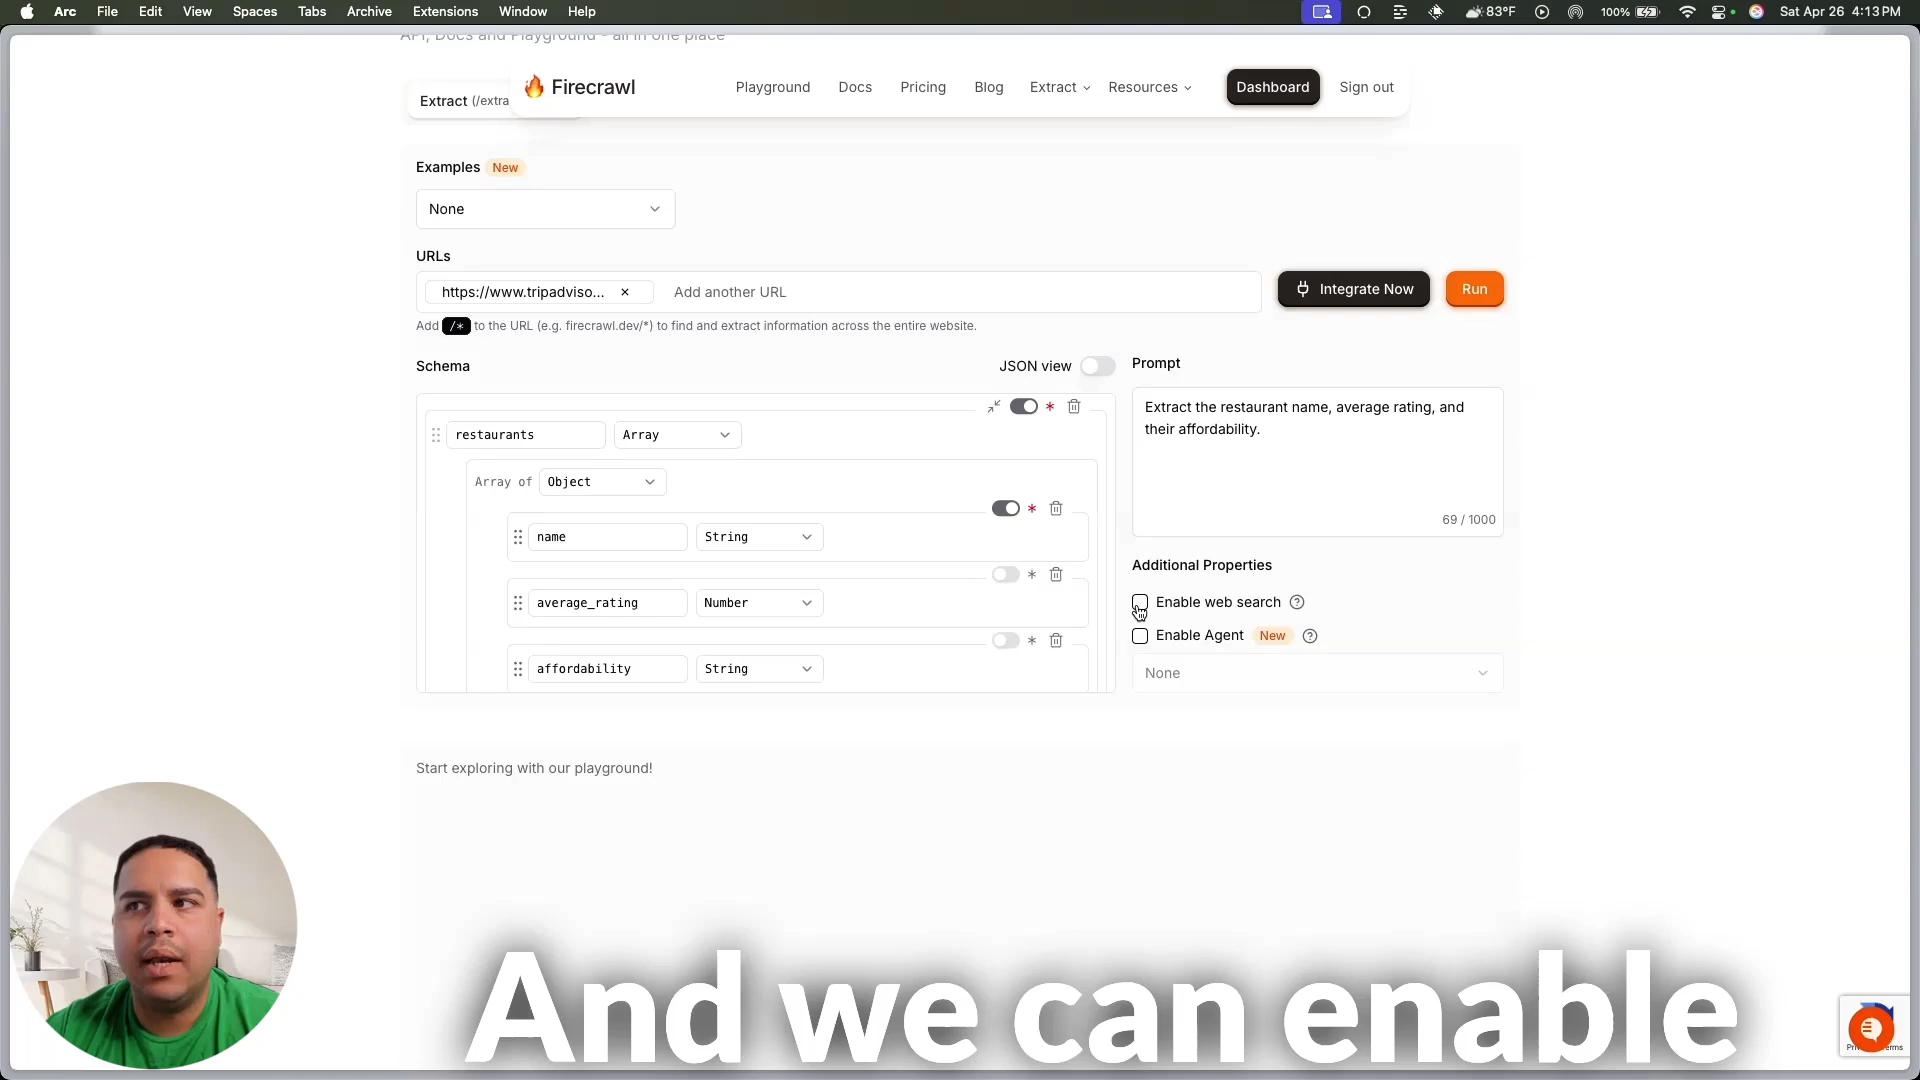 Arc File Edit View Spaces Tabs Archive Extensions Window Help 83°F 100% Sat Apr 26 4:13 PM
API, Docs and Playground - all in one place
Extract (/extra
Firecrawl Playground Docs Pricing Blog Extract Resources Dashboard Sign out
Examples New
None
URLs
https://www.tripadviso... × Add another URL Integrate Now Run
Add /* to the URL (e.g. firecrawl.dev/*) to find and extract information across the entire website.
Schema JSON view
*
restaurants Array
Array of Object
*
name String
*
average_rating Number
*
affordability String
Prompt
Extract the restaurant name, average rating, and
their affordability.
69 / 1000
Additional Properties
Enable web search ?
Enable Agent New ?
None
Start exploring with our playground!
And we can enable